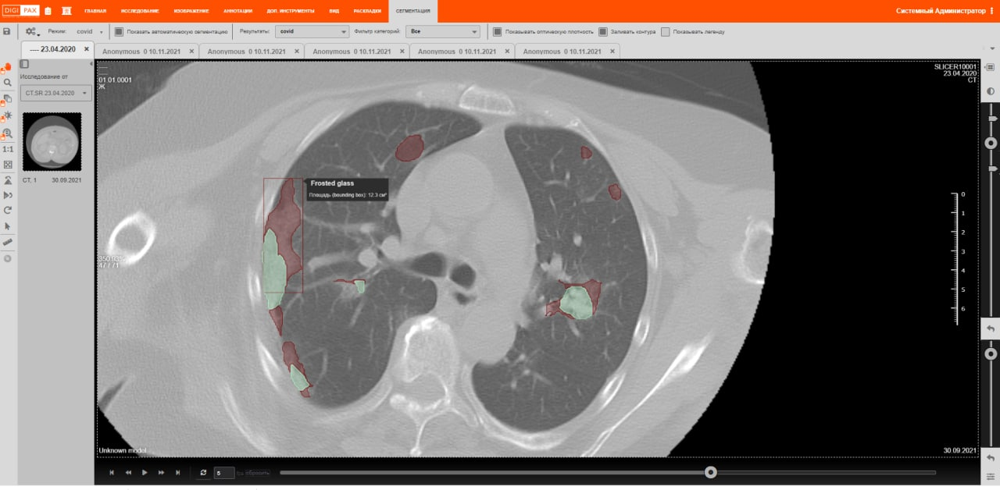 DIGI PAX
ГЛАВНАЯ ИССЛЕДОВАНИЕ ИЗОБРАЖЕНИЕ АННОТАЦИИ ДОП. ИНСТРУМЕНТЫ ВИД РАСКЛАДКИ СЕГМЕНТАЦИЯ Системный Администратор
Режим: covid Показать автоматическую сегментацию Результаты: covid Фильтр категорий: Все Показывать оптическую плотность Заливать контура Показывать легенду
---- 23.04.2020 × Anonymous 0 10.11.2021 × Anonymous 0 10.11.2021 × Anonymous 0 10.11.2021 × Anonymous 0 10.11.2021 × Anonymous 0 10.11.2021 ×
Исследование от
CT,SR 23.04.2020
CT, 1 30.09.2021
1:1
01.01.0001
Ж
SLICER10001
23.04.2020
CT
Frosted glass
Площадь (bounding box): 12.3 см²
47 / 71
0
1
2
3
4
5
6
Unknown model
30.09.2021
5 fps сбросить